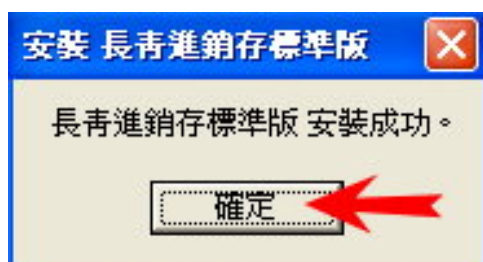 安裝 長青進銷存標準版
長青進銷存標準版 安裝成功。
確定